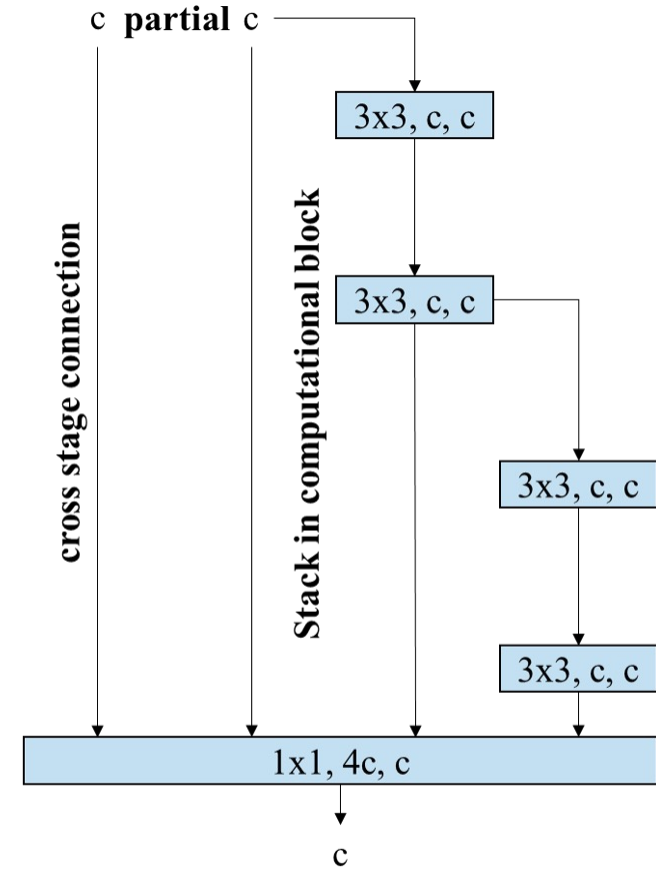 c partial c
3x3, c, c
cross stage connection
Stack in computational block
3x3, c, c
3x3, c, c
3x3, c, c
1x1, 4c, c
c